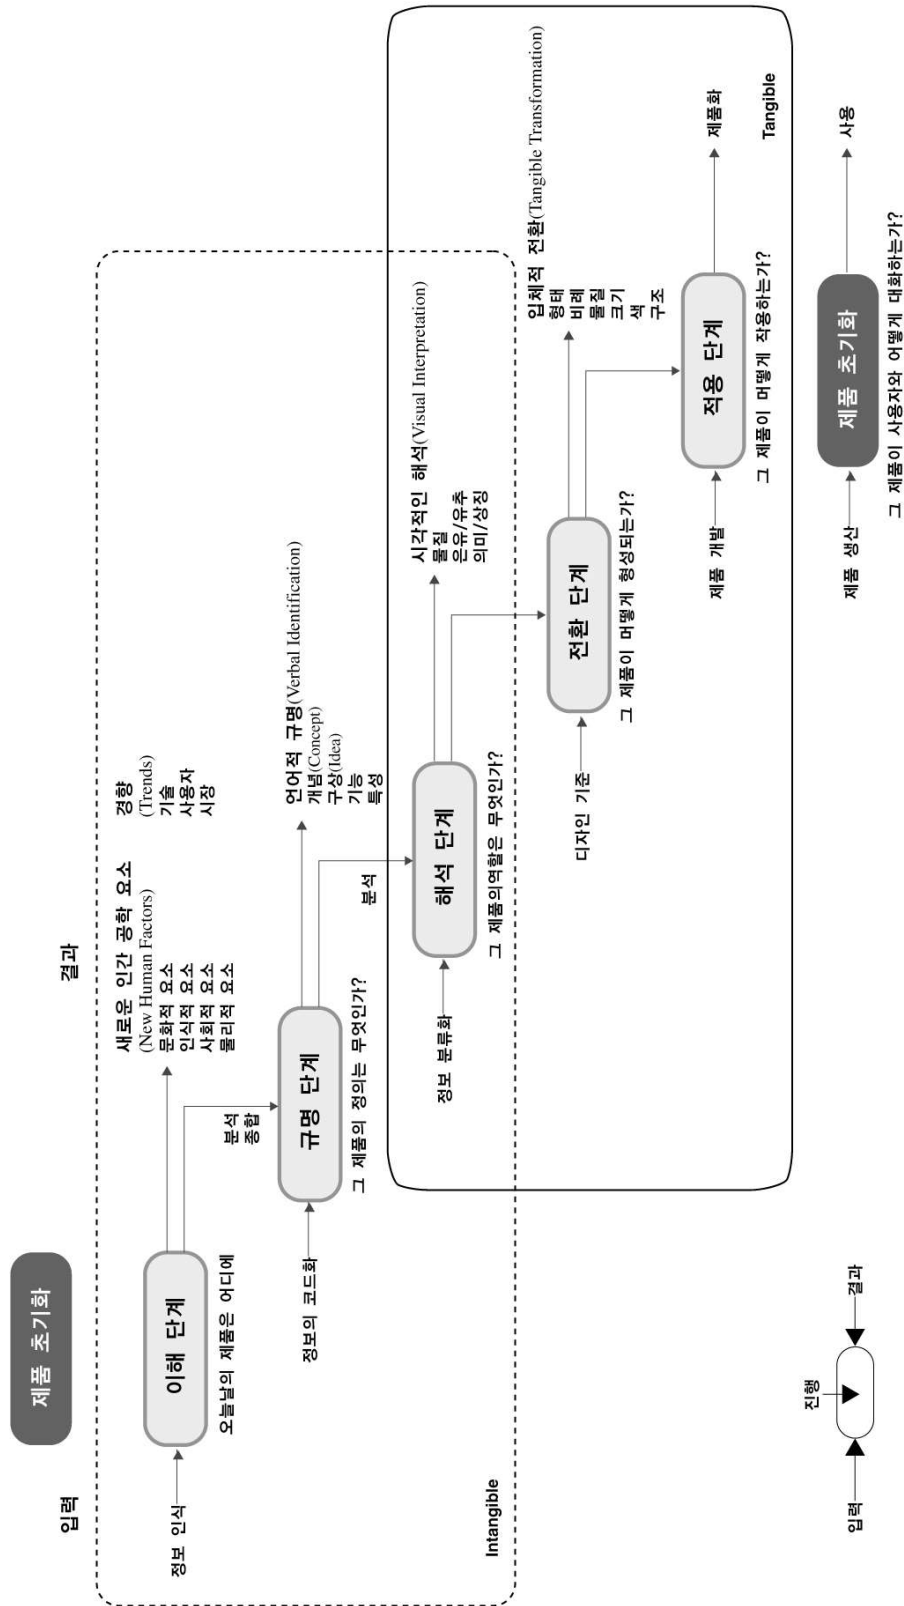 입력
제품 초기화
결과
정보 인식
이해 단계
오늘날의 제품은 어디에
새로운 인간 공학 요소
(New Human Factors)
문화적 요소
인식적 요소
사회적 요소
물리적 요소
경향
(Trends)
기술
사용자
시장
분석
종합
정보의 코드화
규명 단계
그 제품의 정의는 무엇인가?
언어적 규명(Verbal Identification)
개념(Concept)
구상(Idea)
기능
특성
분석
정보 분류화
해석 단계
그 제품의역할은 무엇인가?
시각적인 해석(Visual Interpretation)
물질
은유/유추
의미/상징
Intangible
디자인 기준
전환 단계
그 제품이 머떻게 형성되는가?
입체적 전환(Tangible Transformation)
형태
비례
물질
크기
색
구조
제품 개발
적용 단계
그 제품이 머떻게 작용하는가?
제품화
Tangible
제품 생산
제품 초기화
그 제품이 사용자와 어떻게 대화하는가?
사용
입력
진행
결과